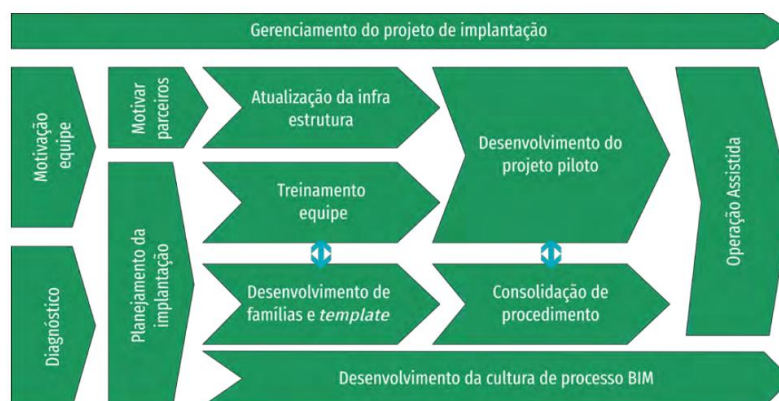 Gerenciamento do projeto de implantação
Motivação
equipe
Motivar
parceiros
Atualização da infra
estrutura
Desenvolvimento do
projeto piloto
Operação Assistida
Treinamento
equipe
Diagnóstico
Planejamento da
implantação
Desenvolvimento de
famílias e template
Consolidação de
procedimento
Desenvolvimento da cultura de processo BIM